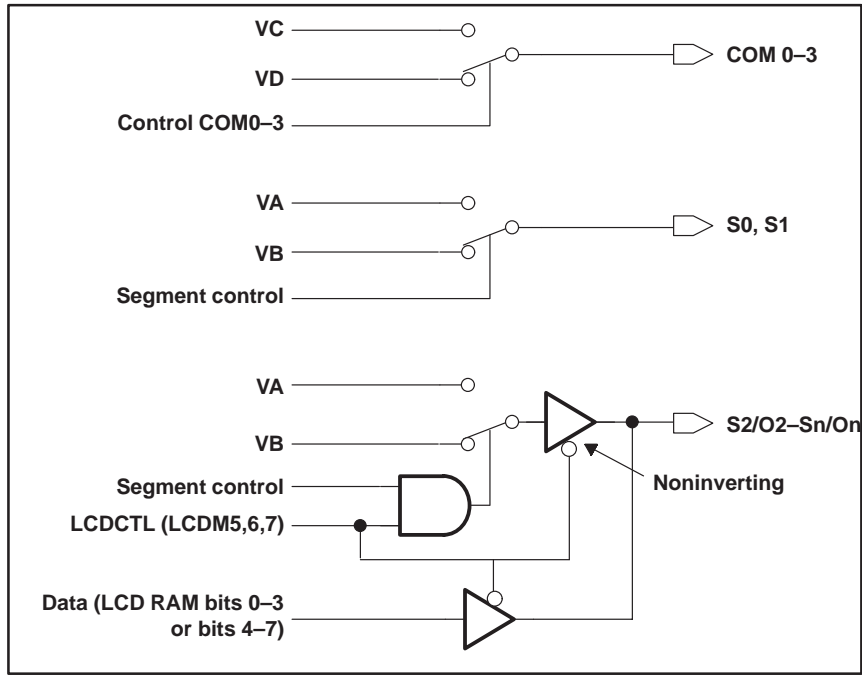 VC
VD
COM 0–3
Control COM0–3
VA
VB
S0, S1
Segment control
VA
VB
S2/O2–Sn/On
Segment control
Noninverting
LCDCTL (LCDM5,6,7)
Data (LCD RAM bits 0–3
or bits 4–7)